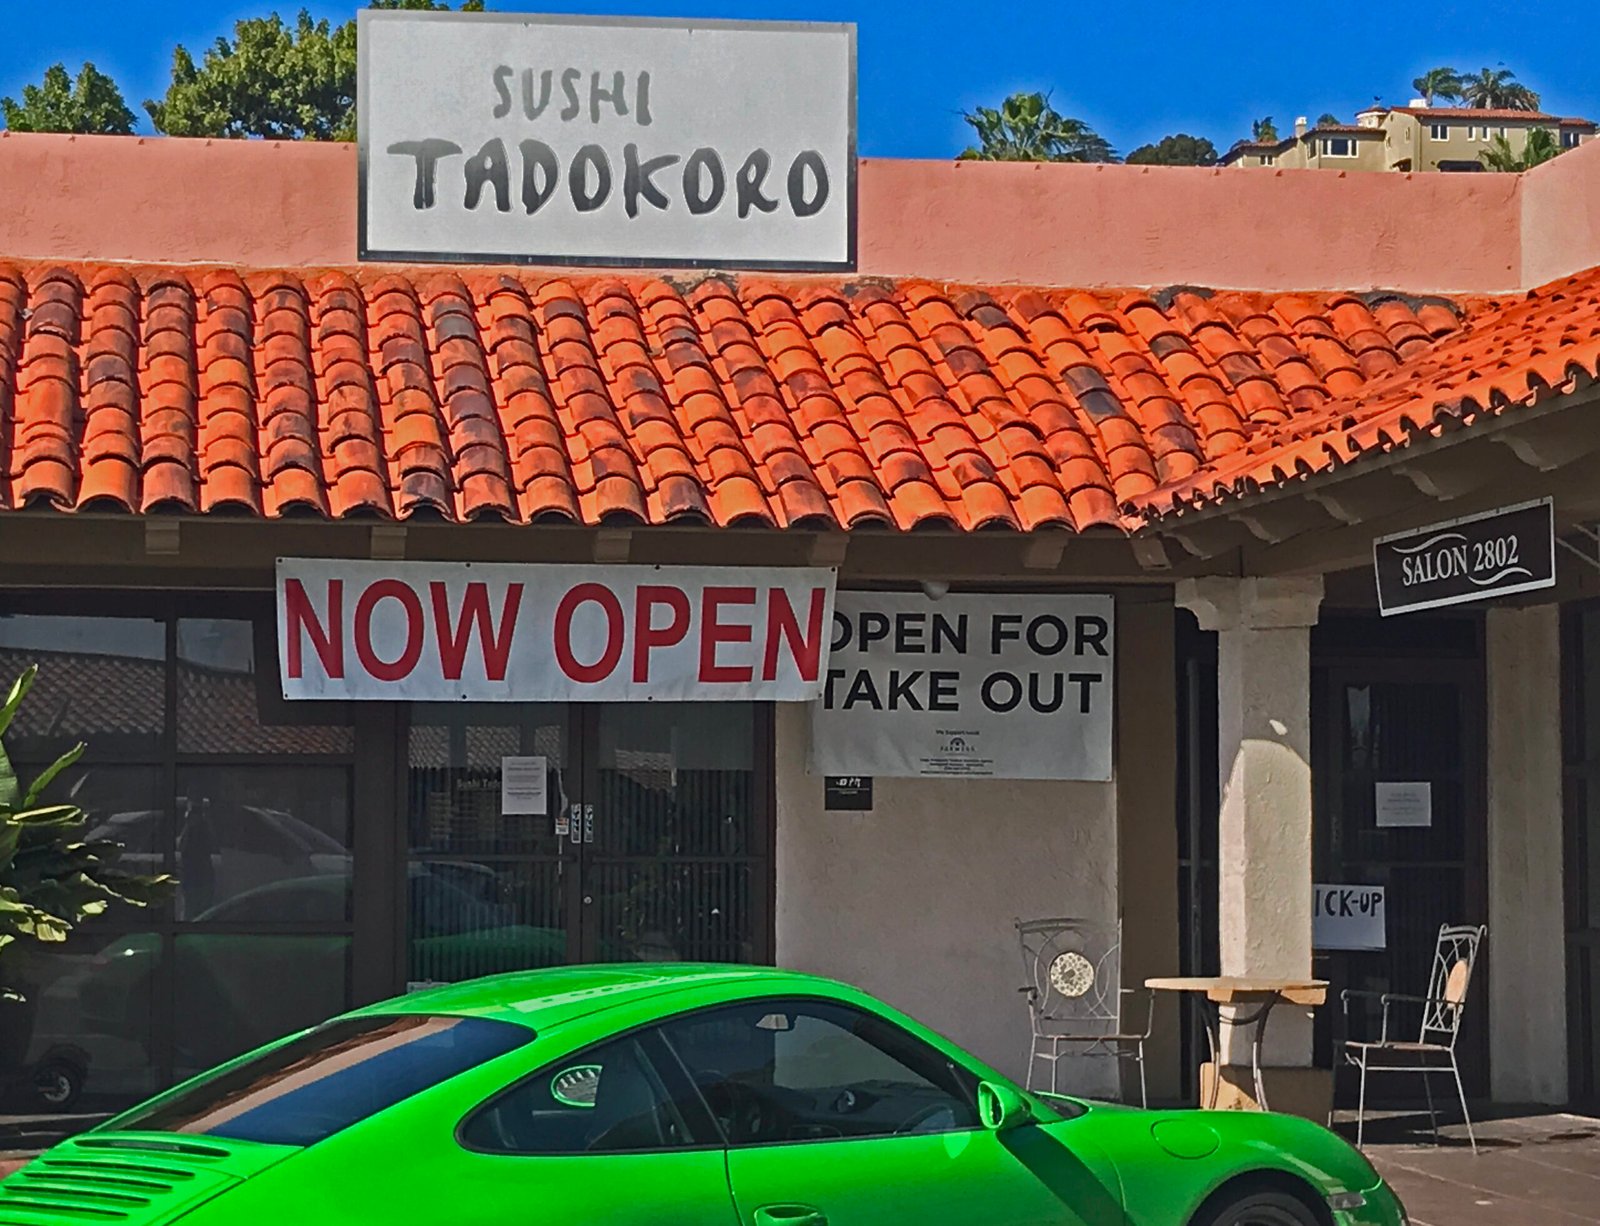 SUSHI
TADOKORO
NOW OPEN
OPEN FOR
TAKE OUT
SALON 2802
ICK-UP